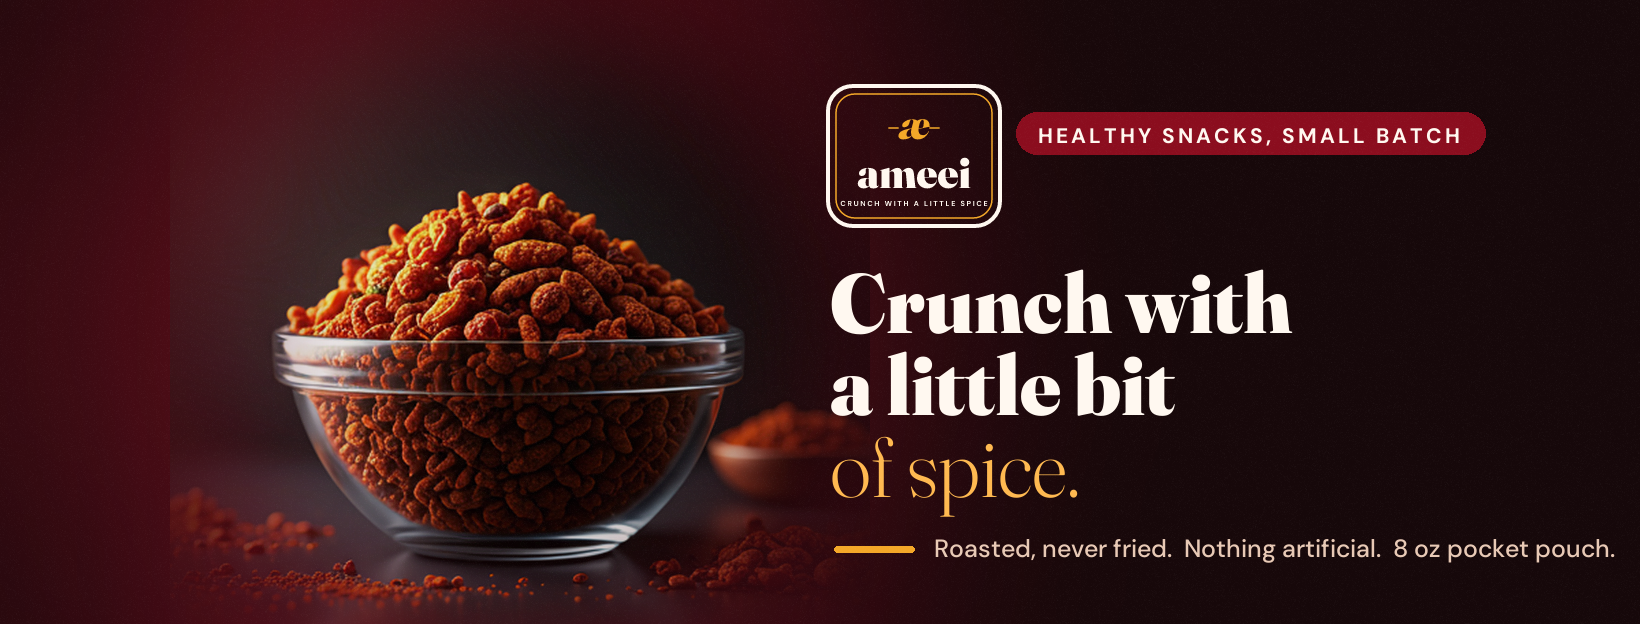 æ
ameei
CRUNCH WITH A LITTLE SPICE
HEALTHY SNACKS, SMALL BATCH
Crunch with
a little bit
of spice.
Roasted, never fried. Nothing artificial. 8 oz pocket pouch.